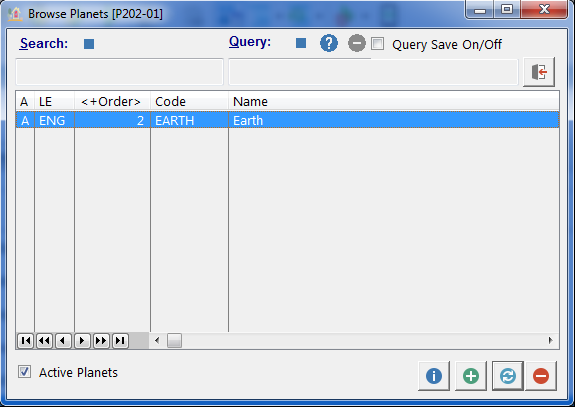 Browse Planets [P202-01]
Search: Query: ? Query Save On/Off
A LE <+Order> Code Name
A ENG 2 EARTH Earth
Active Planets